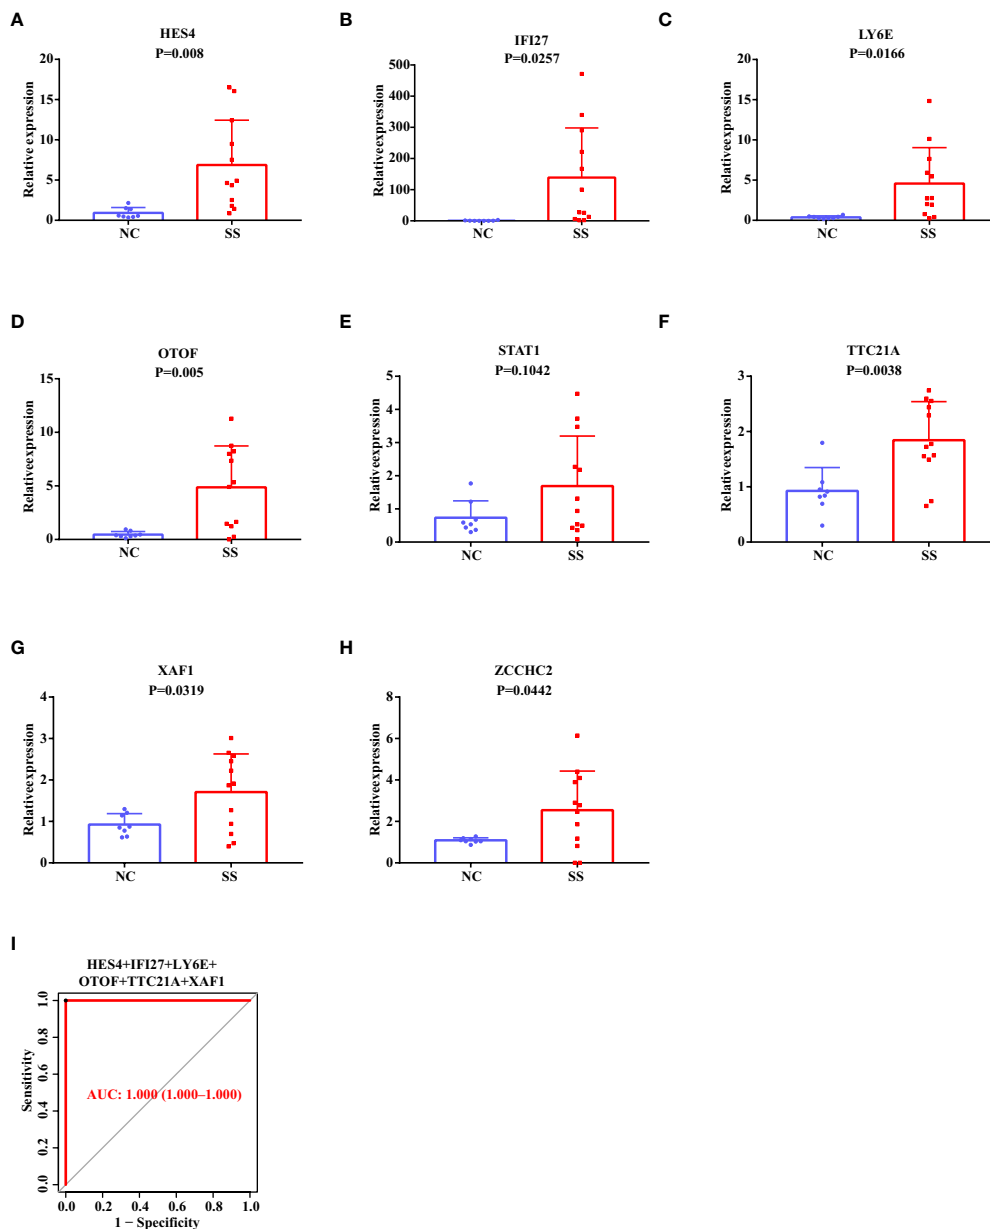 A
HES4
P=0.008
Relative expression
20
15
10
5
0
NC
SS
B
IFI27
P=0.0257
Relativeexpression
500
400
300
200
100
0
NC
SS
C
LY6E
P=0.0166
Relativeexpression
20
15
10
5
0
NC
SS
D
OTOF
P=0.005
Relativeexpression
15
10
5
0
NC
SS
E
STAT1
P=0.1042
Relativeexpression
5
4
3
2
1
0
NC
SS
F
TTC21A
P=0.0038
Relativeexpression
3
2
1
0
NC
SS
G
XAF1
P=0.0319
Relativeexpression
4
3
2
1
0
NC
SS
H
ZCCHC2
P=0.0442
Relativeexpression
8
6
4
2
0
NC
SS
I
HES4+IFI27+LY6E+
OTOF+TTC21A+XAF1
Sensitivity
1.0
0.8
0.6
0.4
0.2
0.0
AUC: 1.000 (1.000–1.000)
0.0 0.2 0.4 0.6 0.8 1.0
1 − Specificity